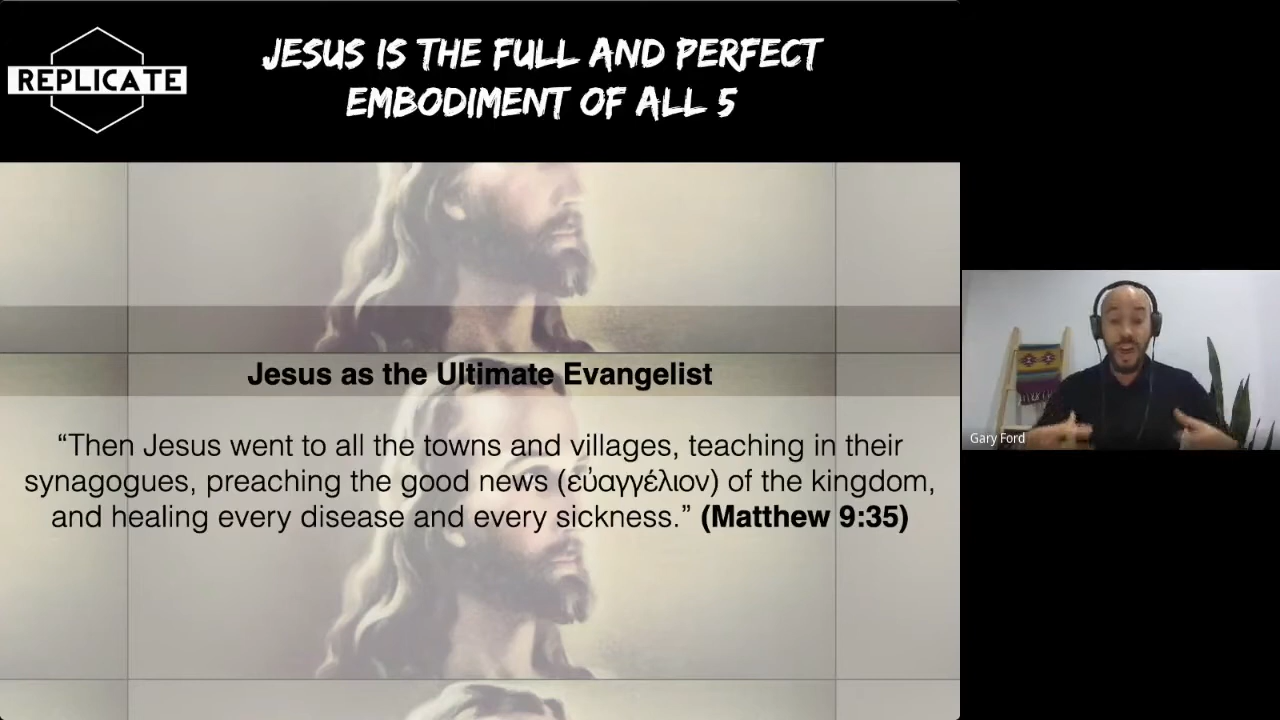 REPLICATE
JESUS IS THE FULL AND PERFECT
EMBODIMENT OF ALL 5
Jesus as the Ultimate Evangelist
“Then Jesus went to all the towns and villages, teaching in their
synagogues, preaching the good news (εὐαγγέλιον) of the kingdom,
and healing every disease and every sickness.” (Matthew 9:35)
Gary Ford